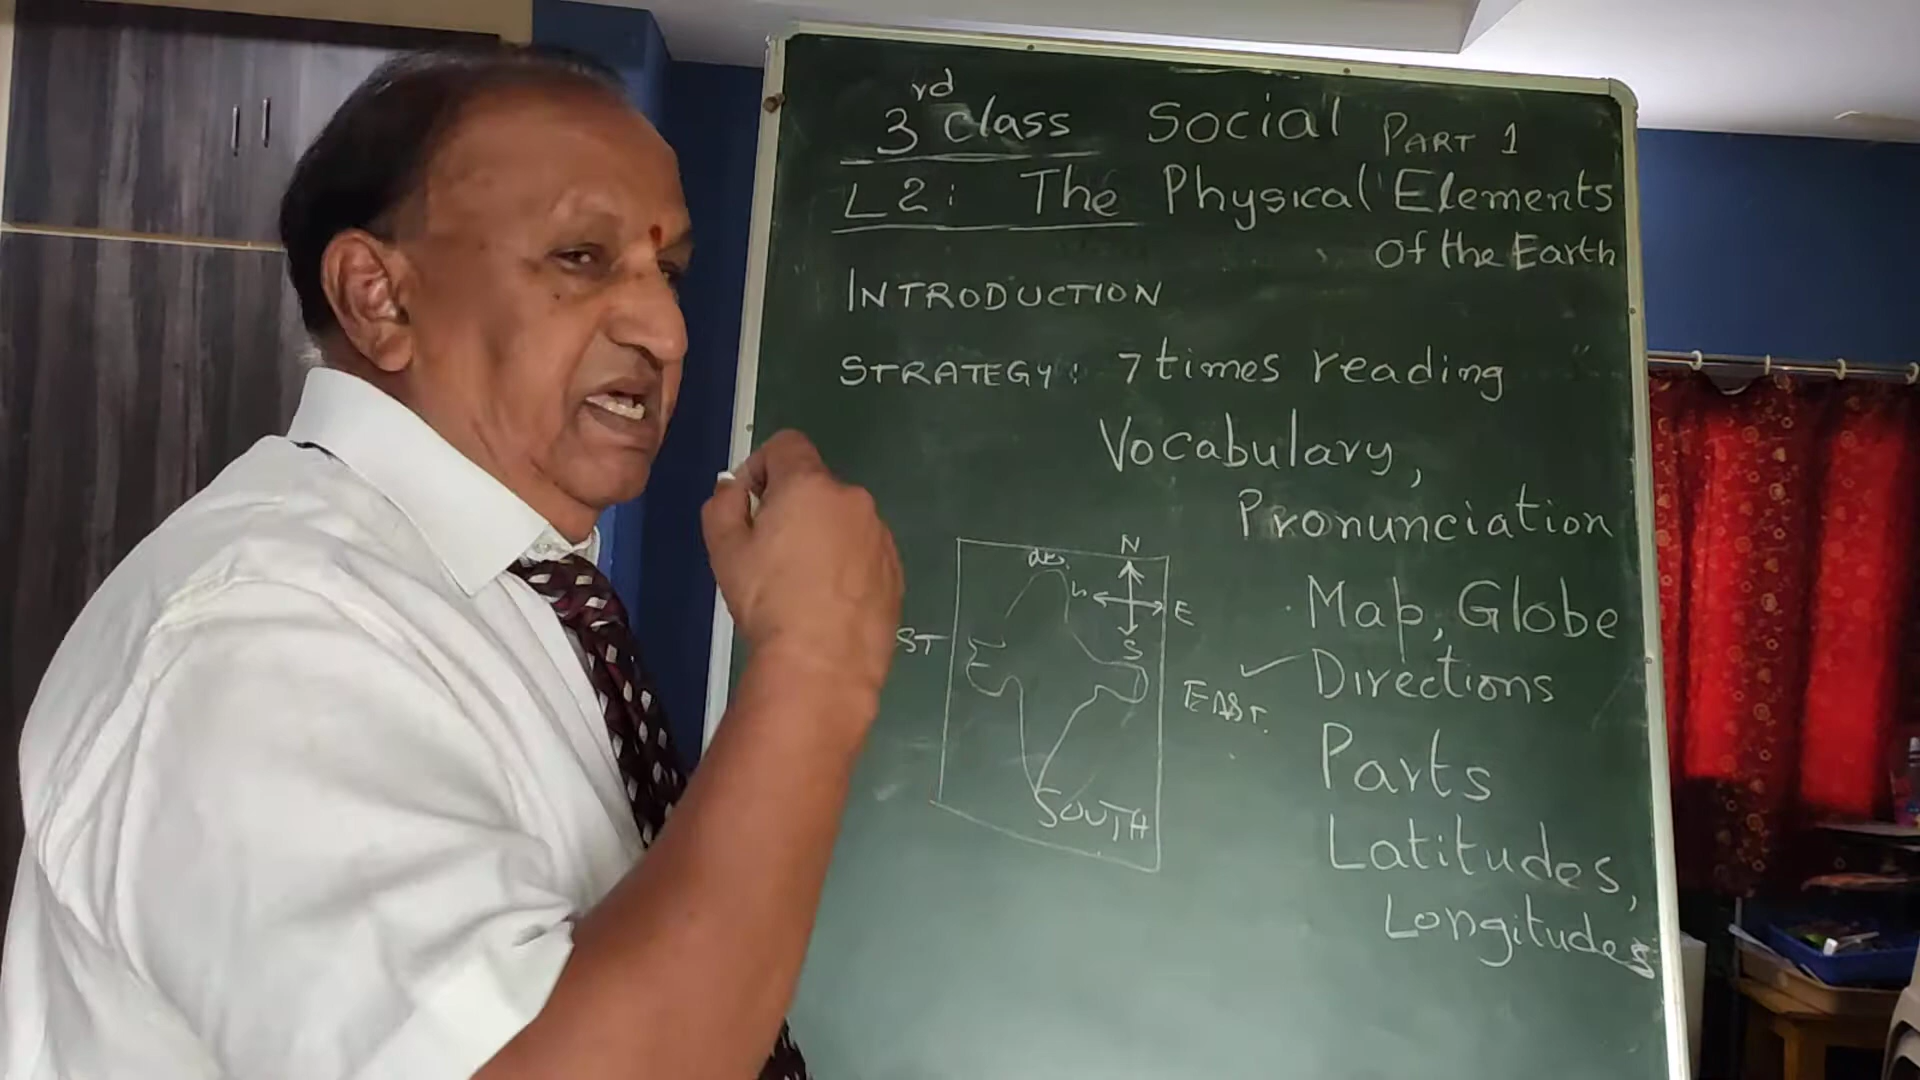 3rd class Social PART 1
L2: The Physical Elements
of the Earth
INTRODUCTION
STRATEGY: 7 times reading
Vocabulary,
Pronunciation
N
E
S
ST
Map, Globe
Directions
EAST.
Parts
SOUTH
Latitudes,
Longitudes